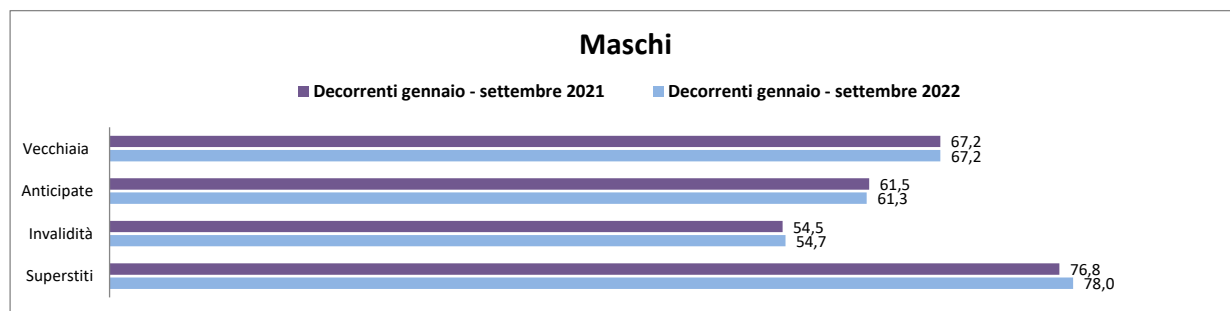 Maschi
Decorrenti gennaio - settembre 2021 Decorrenti gennaio - settembre 2022
Vecchiaia 67,2
67,2
Anticipate 61,5
61,3
Invalidità 54,5
54,7
Superstiti 76,8
78,0